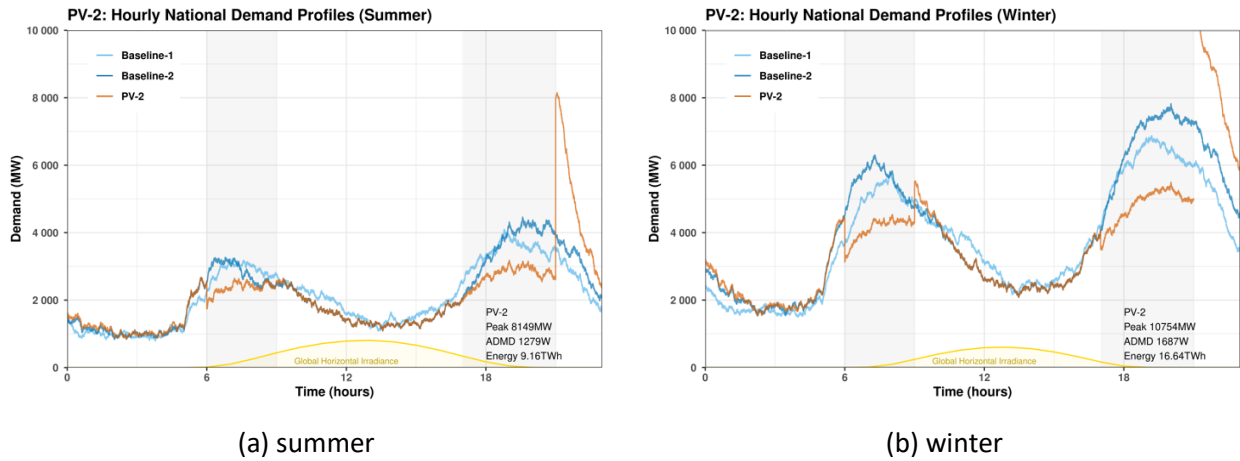 PV-2: Hourly National Demand Profiles (Summer)
10 000
8 000
6 000
4 000
2 000
0
Demand (MW)
Baseline-1
Baseline-2
PV-2
PV-2
Peak 8149MW
ADMD 1279W
Energy 9.16TWh
Global Horizontal Irradiance
0
6
12
18
Time (hours)
(a) summer
PV-2: Hourly National Demand Profiles (Winter)
10 000
8 000
6 000
4 000
2 000
0
Demand (MW)
Baseline-1
Baseline-2
PV-2
PV-2
Peak 10754MW
ADMD 1687W
Energy 16.64TWh
Global Horizontal Irradiance
0
6
12
18
Time (hours)
(b) winter